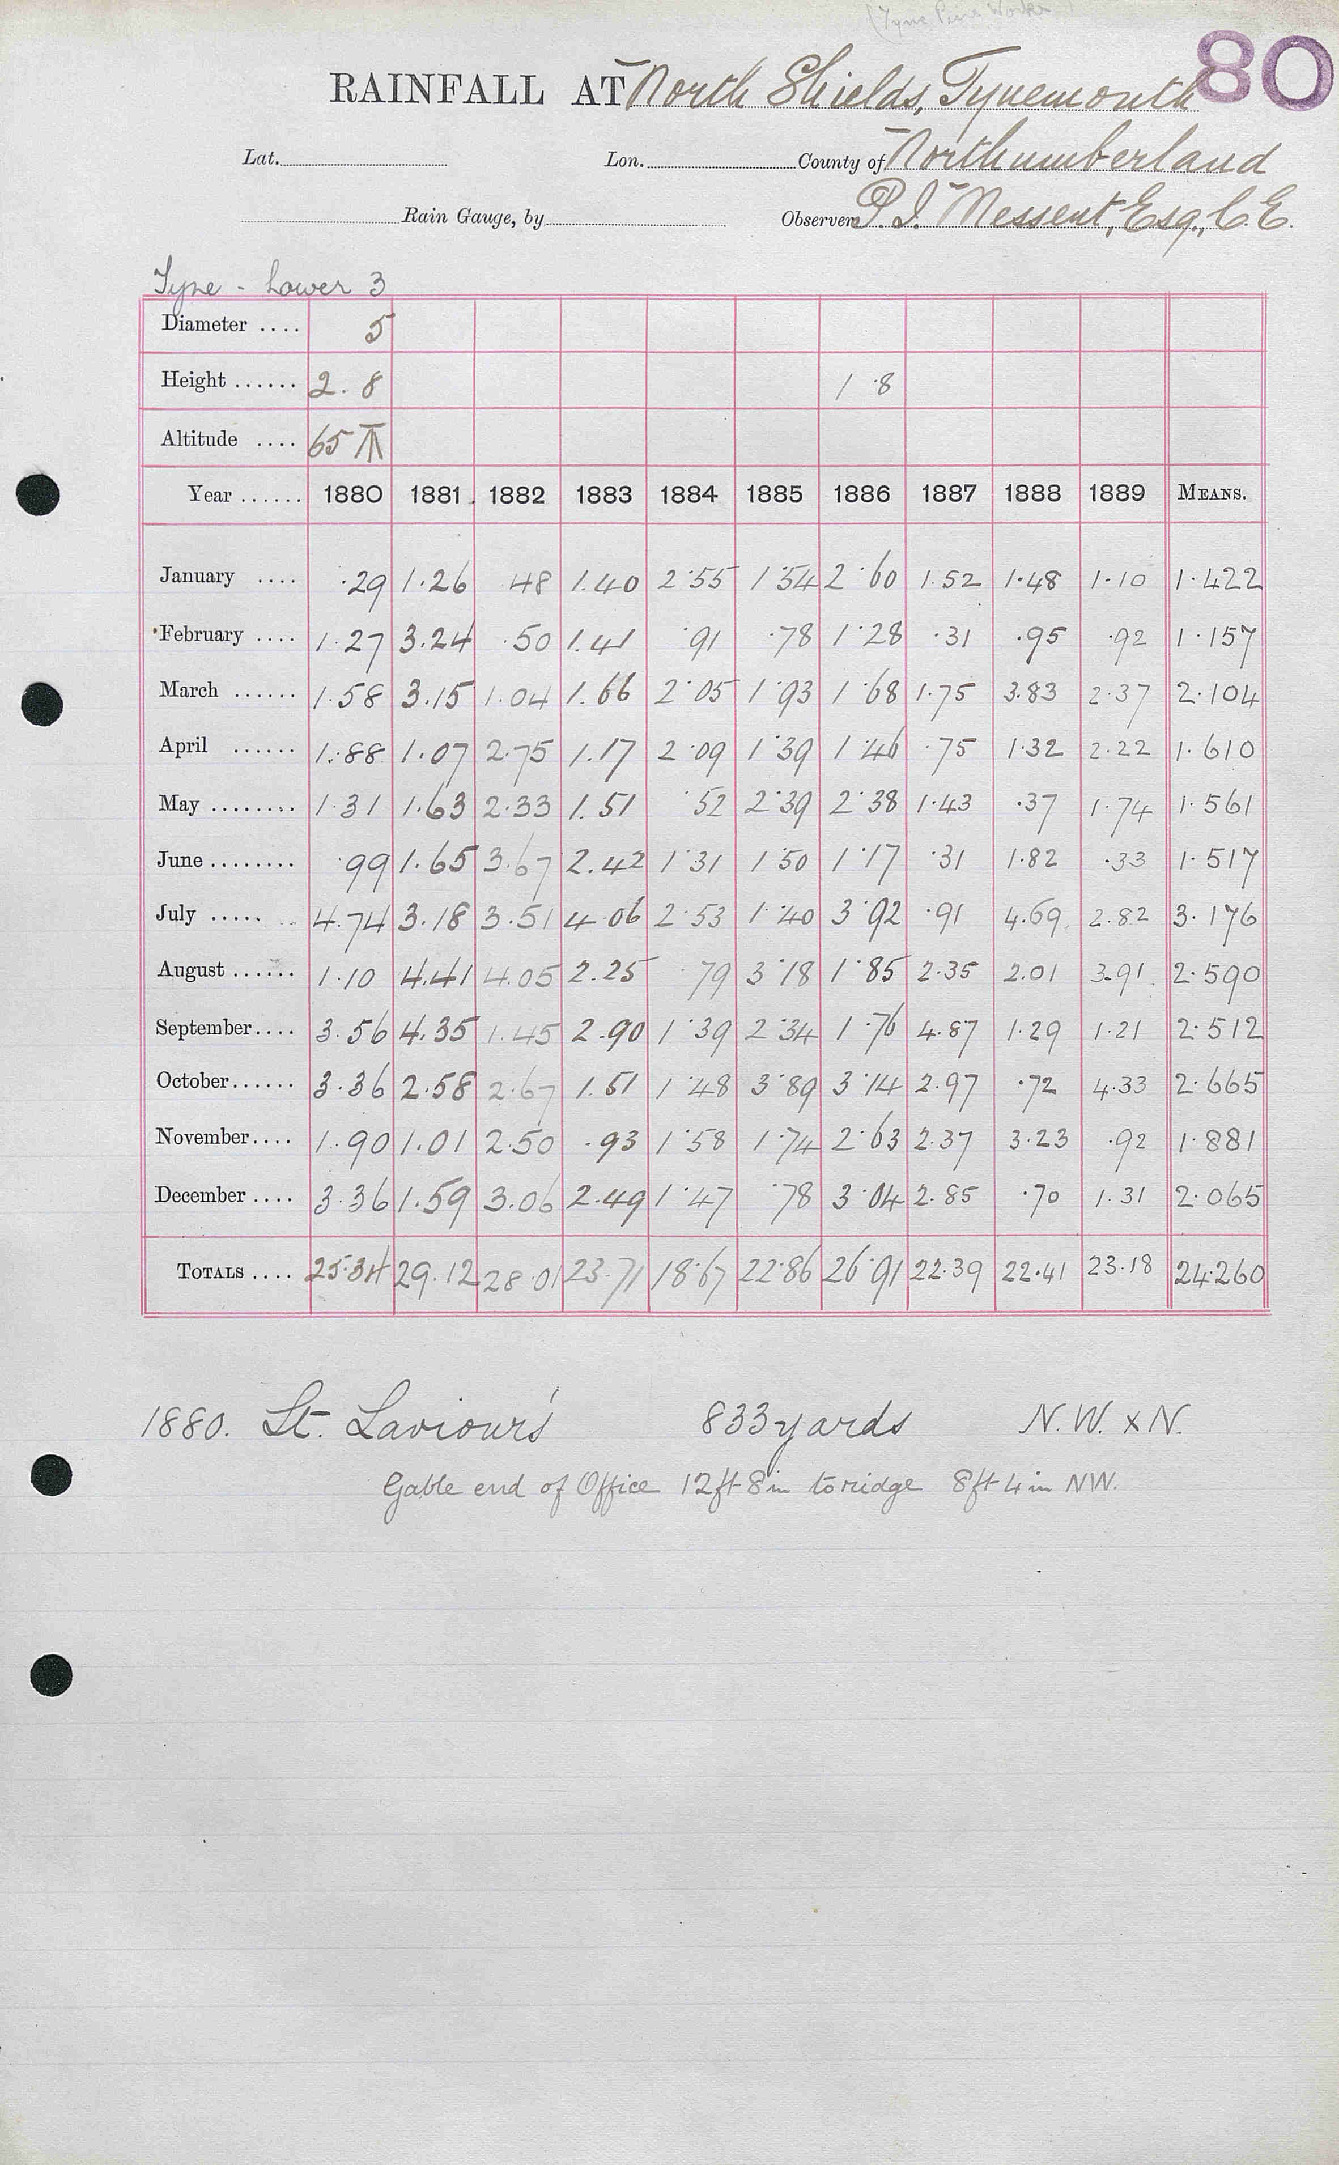 (Tyne Pier Works)
80
RAINFALL AT North Shields, Tynemouth
Lat. Lon. County of Northumberland
Rain Gauge, by Observer P. J. Messent, Esq., C.E.
Tyne - Lower 3
Diameter .... 5
Height ...... 2.8 1.8
Altitude .... 65
Year ...... 1880 1881 1882 1883 1884 1885 1886 1887 1888 1889 MEANS.
January .... .29 1.26 .48 1.40 2.55 1.54 2.60 1.52 1.48 1.10 1.422
February .... 1.27 3.24 .50 1.41 .91 .78 1.28 .31 .95 .92 1.157
March ...... 1.58 3.15 1.04 1.66 2.05 1.93 1.68 1.75 3.83 2.37 2.104
April ...... 1.88 1.07 2.75 1.17 2.09 1.39 1.46 .75 1.32 2.22 1.610
May ........ 1.31 1.63 2.33 1.51 .52 2.39 2.38 1.43 .37 1.74 1.561
June ........ .99 1.65 3.67 2.42 1.31 1.50 1.17 .31 1.82 .33 1.517
July ..... 4.74 3.18 3.51 4.06 2.53 1.40 3.92 .91 4.69 2.82 3.176
August ...... 1.10 4.41 4.05 2.25 .79 3.18 1.85 2.35 2.01 3.91 2.590
September.... 3.56 4.35 1.45 2.90 1.39 2.34 1.76 4.87 1.29 1.21 2.512
October...... 3.36 2.58 2.67 1.51 1.48 3.89 3.14 2.97 .72 4.33 2.665
November.... 1.90 1.01 2.50 .93 1.58 1.74 2.63 2.37 3.23 .92 1.881
December .... 3.36 1.59 3.06 2.49 1.47 .78 3.04 2.85 .70 1.31 2.065
TOTALS .... 25.34 29.12 28.01 23.71 18.67 22.86 26.91 22.39 22.41 23.18 24.260
1880. St. Saviour's 833 yards N.W. x N.
Gable end of Office 12ft 8in to ridge 8ft 4in NW.